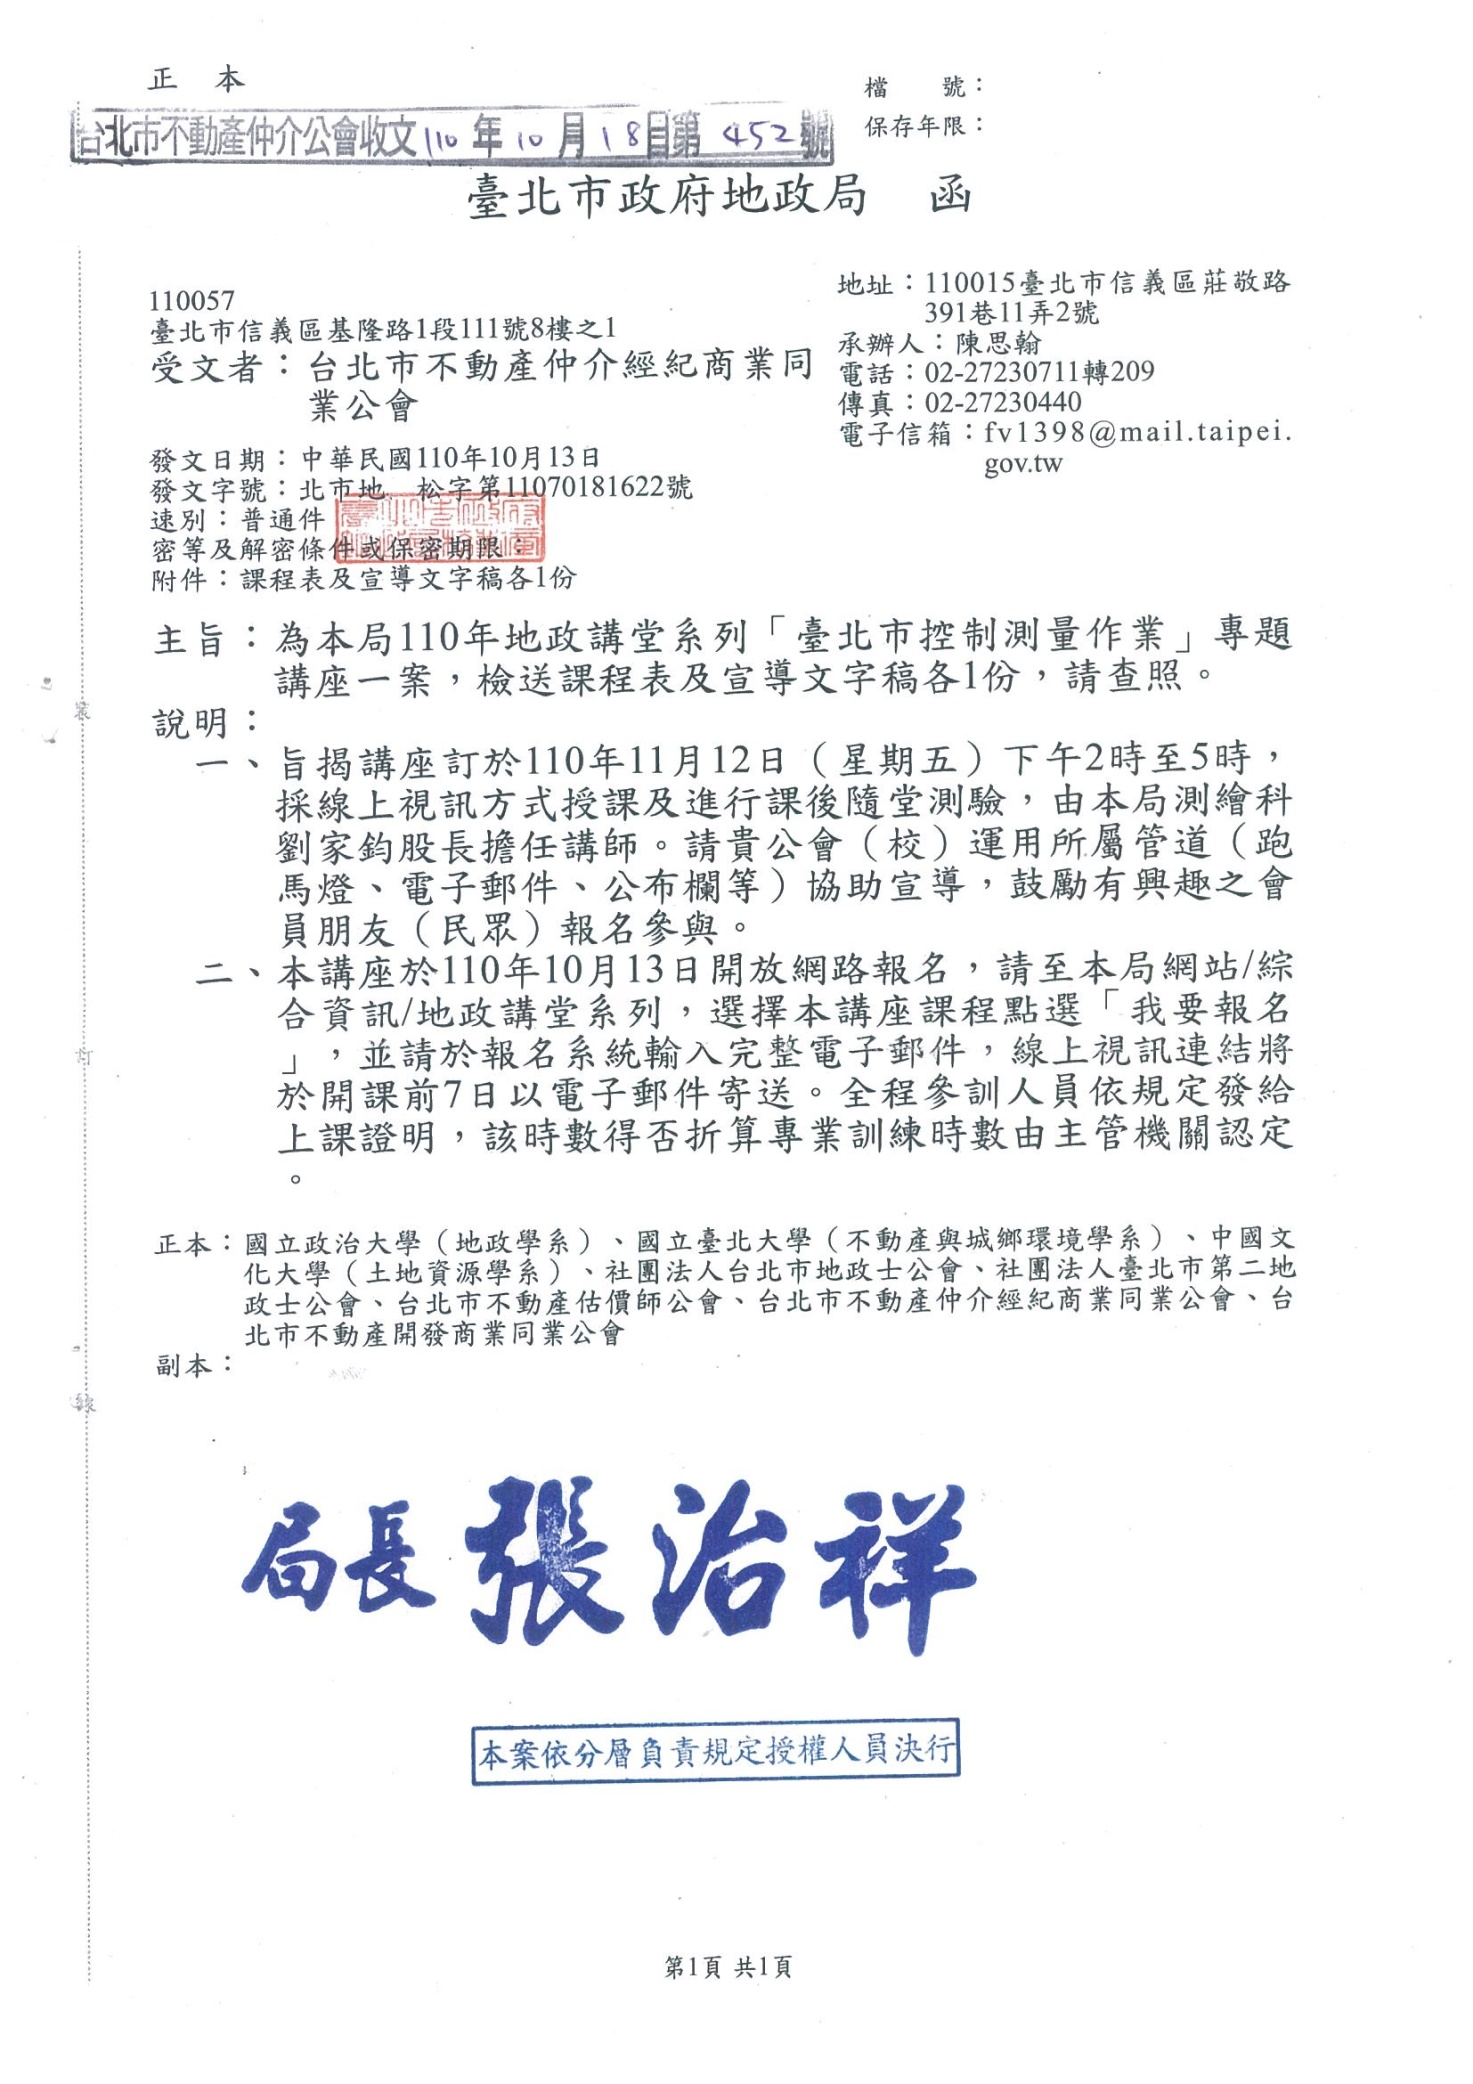 正 本
檔 號：
保存年限：
台北市不動產仲介公會收文110年10月18日第452號
臺北市政府地政局 函
地址：110015臺北市信義區莊敬路
391巷11弄2號
承辦人：陳思翰
電話：02-27230711轉209
傳真：02-27230440
電子信箱：fv1398@mail.taipei.
gov.tw
110057
臺北市信義區基隆路1段111號8樓之1
受文者：台北市不動產仲介經紀商業同
業公會
發文日期：中華民國110年10月13日
發文字號：北市地 松字第11070181622號
速別：普通件
密等及解密條件或保密期限：
附件：課程表及宣導文字稿各1份
主旨：為本局110年地政講堂系列「臺北市控制測量作業」專題
講座一案，檢送課程表及宣導文字稿各1份，請查照。
說明：
一、旨揭講座訂於110年11月12日（星期五）下午2時至5時，
採線上視訊方式授課及進行課後隨堂測驗，由本局測繪科
劉家鈞股長擔任講師。請貴公會（校）運用所屬管道（跑
馬燈、電子郵件、公布欄等）協助宣導，鼓勵有興趣之會
員朋友（民眾）報名參與。
二、本講座於110年10月13日開放網路報名，請至本局網站/綜
合資訊/地政講堂系列，選擇本講座課程點選「我要報名
」，並請於報名系統輸入完整電子郵件，線上視訊連結將
於開課前7日以電子郵件寄送。全程參訓人員依規定發給
上課證明，該時數得否折算專業訓練時數由主管機關認定
。
正本：國立政治大學（地政學系）、國立臺北大學（不動產與城鄉環境學系）、中國文
化大學（土地資源學系）、社團法人台北市地政士公會、社團法人臺北市第二地
政士公會、台北市不動產估價師公會、台北市不動產仲介經紀商業同業公會、台
北市不動產開發商業同業公會
副本：
裝
訂
線
局長 張治祥
本案依分層負責規定授權人員決行
第1頁 共1頁